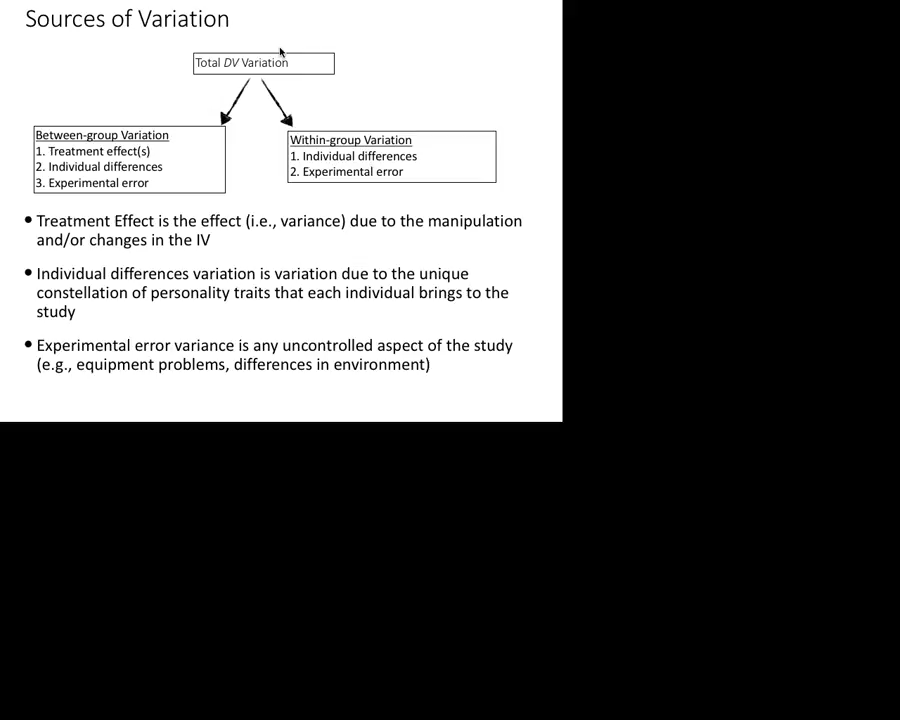 Sources of Variation
Total DV Variation
Between-group Variation
1. Treatment effect(s)
2. Individual differences
3. Experimental error
Within-group Variation
1. Individual differences
2. Experimental error
• Treatment Effect is the effect (i.e., variance) due to the manipulation
and/or changes in the IV
• Individual differences variation is variation due to the unique
constellation of personality traits that each individual brings to the
study
• Experimental error variance is any uncontrolled aspect of the study
(e.g., equipment problems, differences in environment)